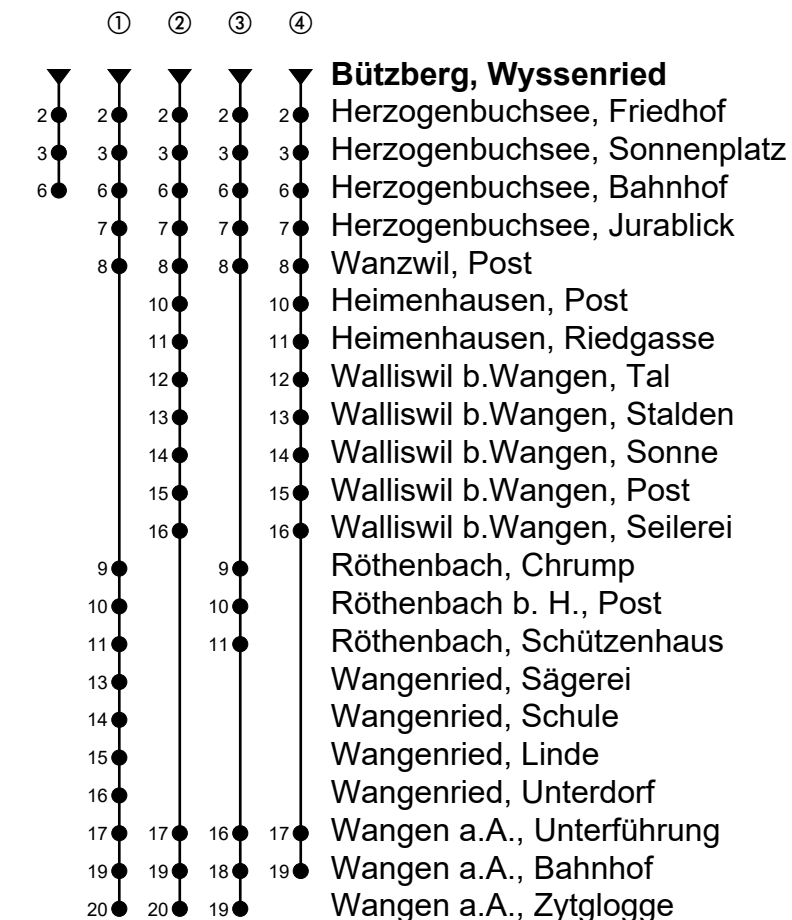 ① ② ③ ④
Bützberg, Wyssenried
2 2 2 2 2 Herzogenbuchsee, Friedhof
3 3 3 3 3 Herzogenbuchsee, Sonnenplatz
6 6 6 6 6 Herzogenbuchsee, Bahnhof
7 7 7 7 Herzogenbuchsee, Jurablick
8 8 8 8 Wanzwil, Post
10 10 Heimenhausen, Post
11 11 Heimenhausen, Riedgasse
12 12 Walliswil b.Wangen, Tal
13 13 Walliswil b.Wangen, Stalden
14 14 Walliswil b.Wangen, Sonne
15 15 Walliswil b.Wangen, Post
16 16 Walliswil b.Wangen, Seilerei
9 9 Röthenbach, Chrump
10 10 Röthenbach b. H., Post
11 11 Röthenbach, Schützenhaus
13 Wangenried, Sägerei
14 Wangenried, Schule
15 Wangenried, Linde
16 Wangenried, Unterdorf
17 17 16 17 Wangen a.A., Unterführung
19 19 18 19 Wangen a.A., Bahnhof
20 20 19 Wangen a.A., Zytglogge